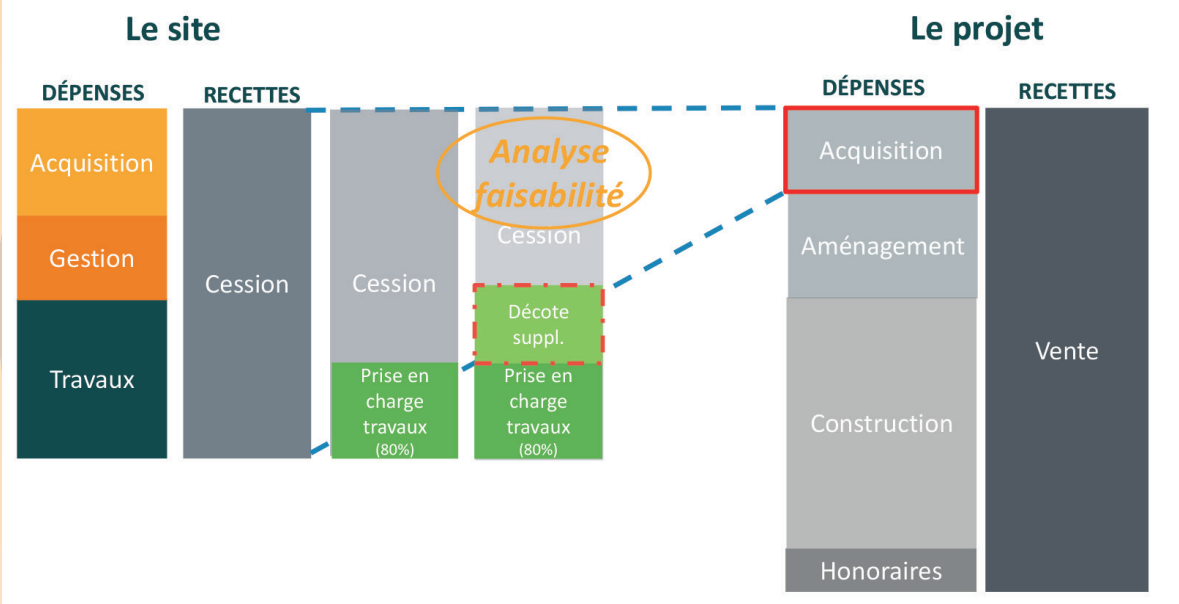 Le site
Le projet
DÉPENSES
RECETTES
DÉPENSES
RECETTES
Acquisition
Gestion
Travaux
Cession
Cession
Prise en
charge
travaux
(80%)
Analyse
faisabilité
Cession
Décote
suppl.
Prise en
charge
travaux
(80%)
Acquisition
Aménagement
Construction
Honoraires
Vente